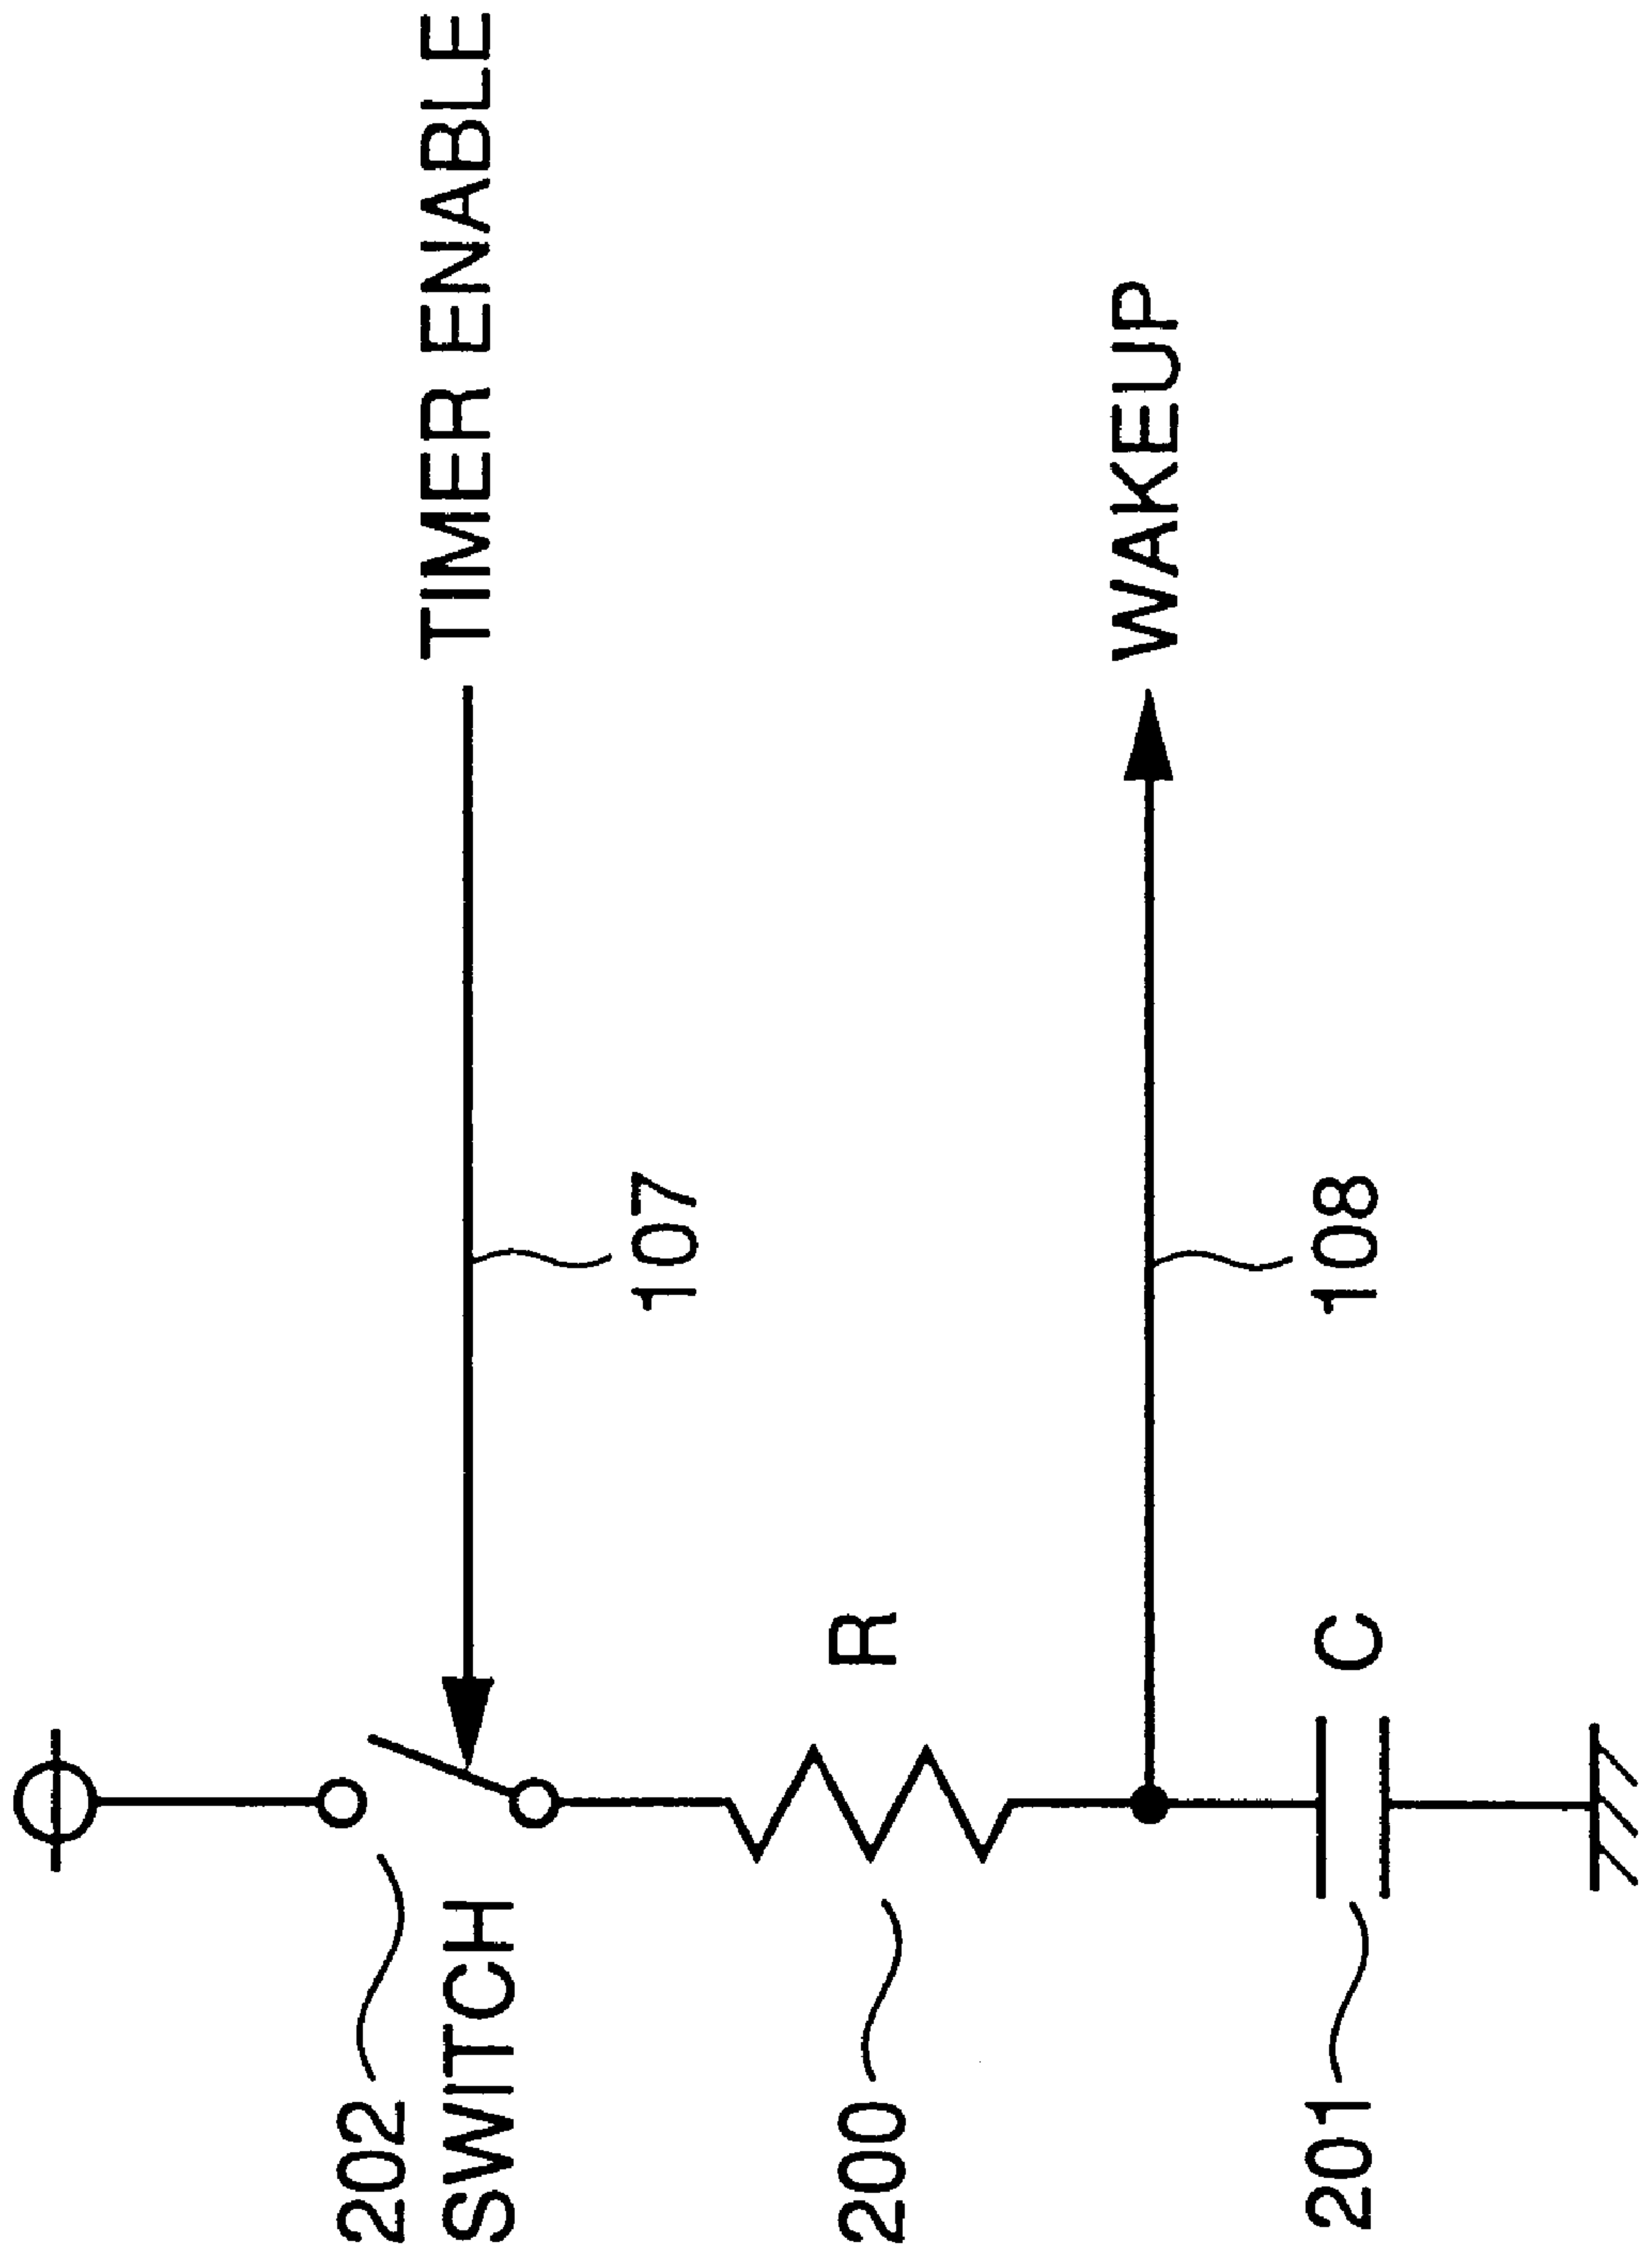 202
SWITCH
TIMER ENABLE
107
200
R
WAKEUP
108
201
C